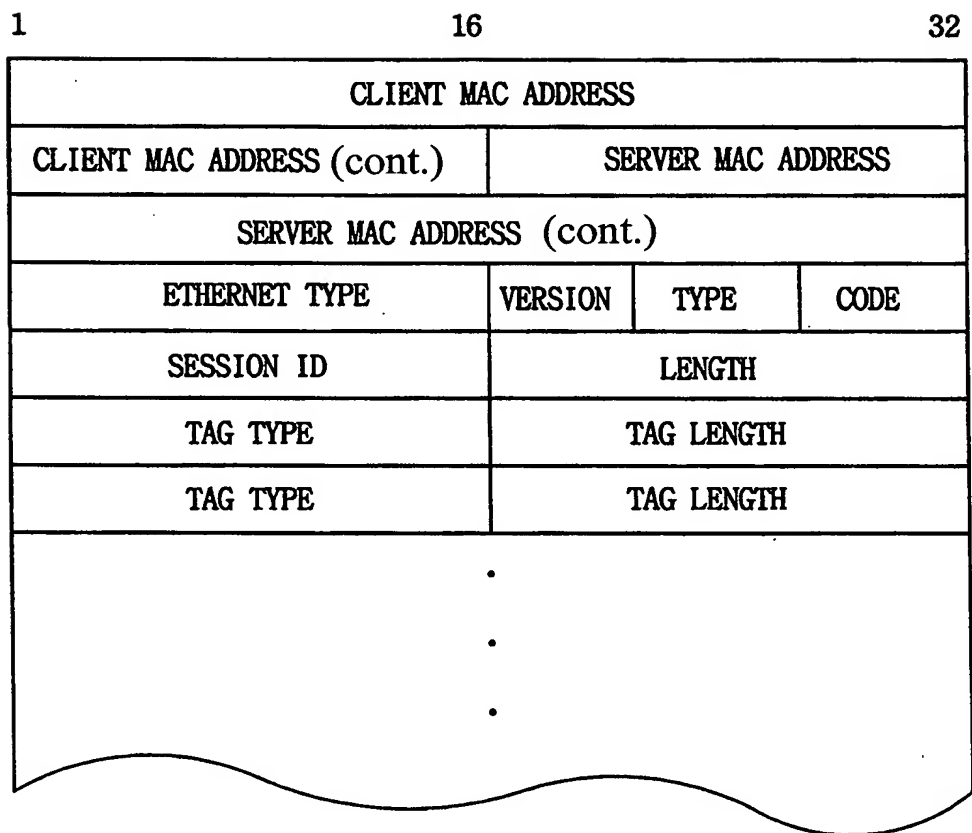 1 16 32
CLIENT MAC ADDRESS
CLIENT MAC ADDRESS (cont.) SERVER MAC ADDRESS
SERVER MAC ADDRESS (cont.)
ETHERNET TYPE VERSION TYPE CODE
SESSION ID LENGTH
TAG TYPE TAG LENGTH
TAG TYPE TAG LENGTH